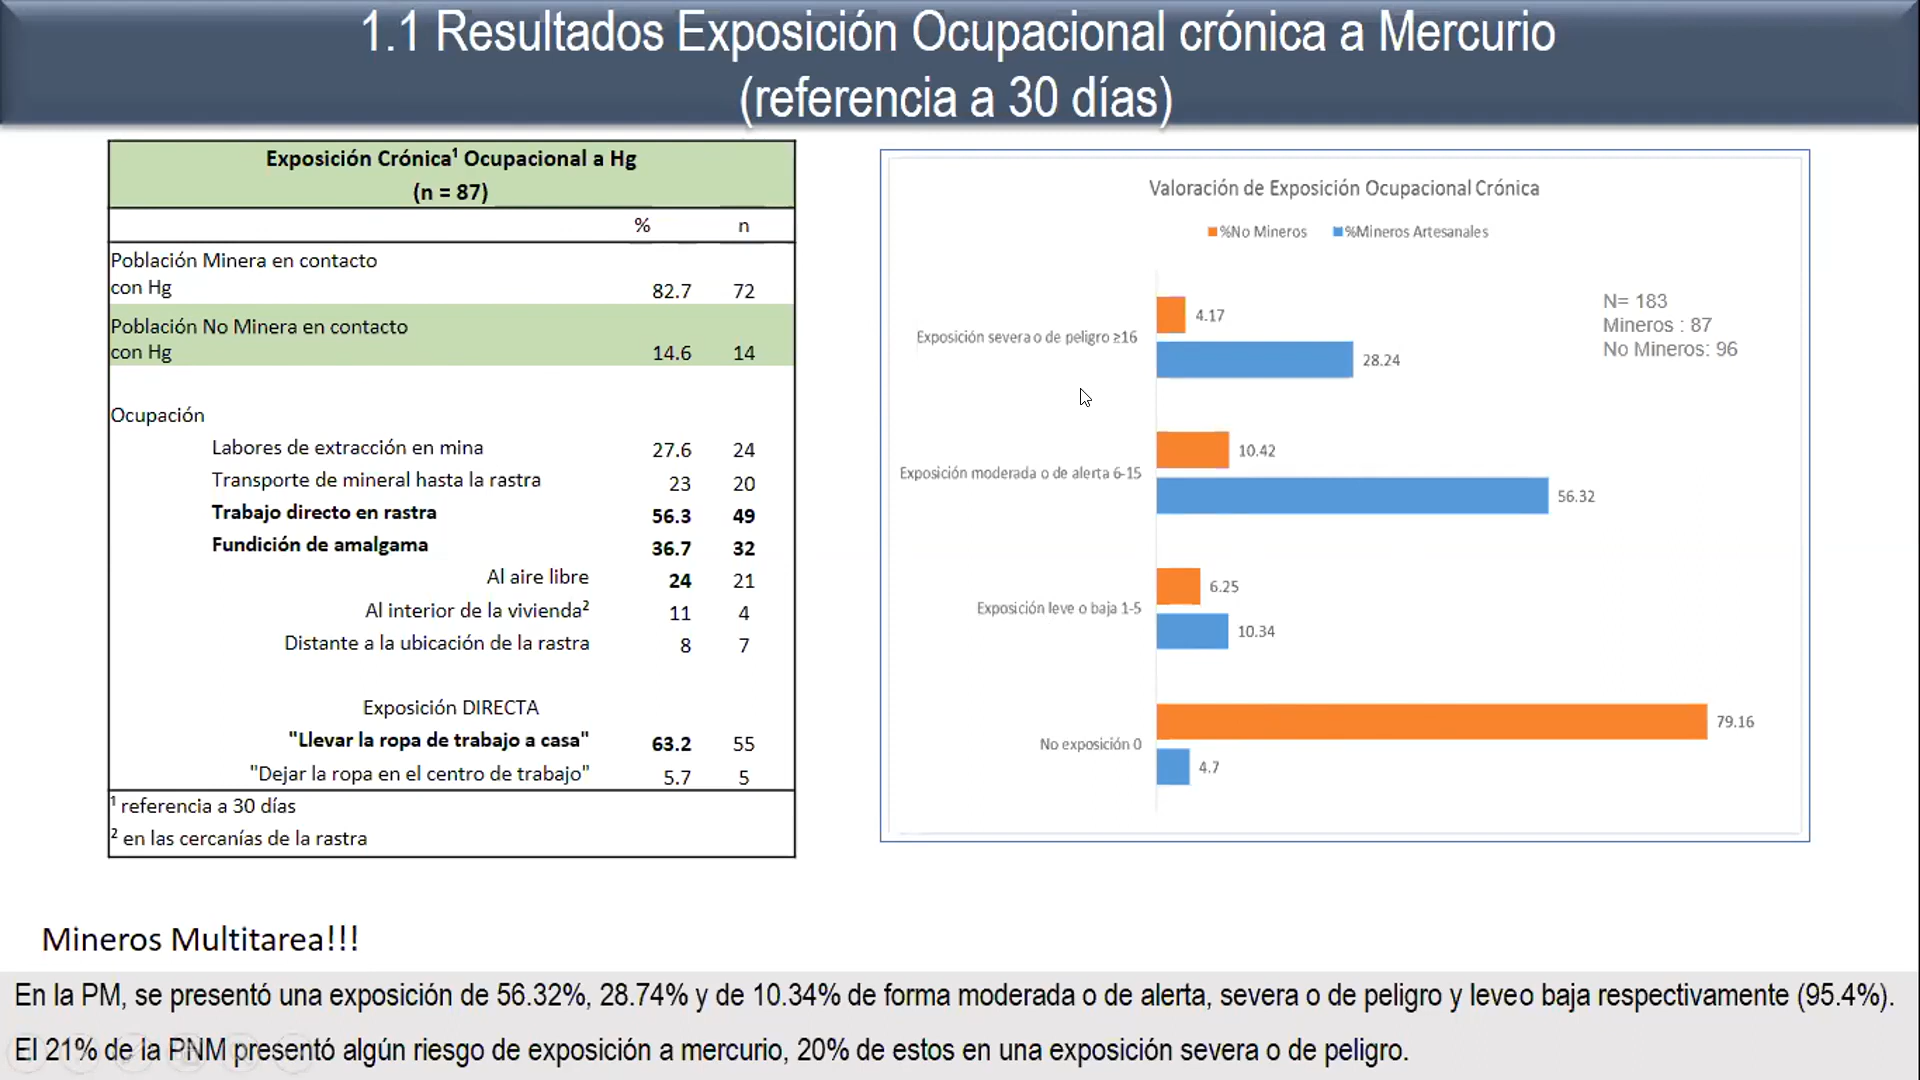 1.1 Resultados Exposición Ocupacional crónica a Mercurio
(referencia a 30 días)
Exposición Crónica¹ Ocupacional a Hg
(n = 87)
% n
Población Minera en contacto
con Hg 82.7 72
Población No Minera en contacto
con Hg 14.6 14
Ocupación
Labores de extracción en mina 27.6 24
Transporte de mineral hasta la rastra 23 20
Trabajo directo en rastra 56.3 49
Fundición de amalgama 36.7 32
Al aire libre 24 21
Al interior de la vivienda² 11 4
Distante a la ubicación de la rastra 8 7
Exposición DIRECTA
"Llevar la ropa de trabajo a casa" 63.2 55
"Dejar la ropa en el centro de trabajo" 5.7 5
¹ referencia a 30 días
² en las cercanías de la rastra
Valoración de Exposición Ocupacional Crónica
%No Mineros %Mineros Artesanales
N= 183
Mineros : 87
No Mineros: 96
4.17
Exposición severa o de peligro ≥16
28.24
10.42
Exposición moderada o de alerta 6-15
56.32
6.25
Exposición leve o baja 1-5
10.34
79.16
No exposición 0
4.7
Mineros Multitarea!!!
En la PM, se presentó una exposición de 56.32%, 28.74% y de 10.34% de forma moderada o de alerta, severa o de peligro y leve o baja respectivamente (95.4%).
El 21% de la PNM presentó algún riesgo de exposición a mercurio, 20% de estos en una exposición severa o de peligro.